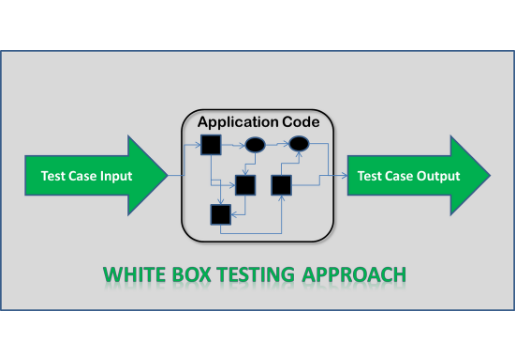 Application Code
Test Case Input
Test Case Output
WHITE BOX TESTING APPROACH